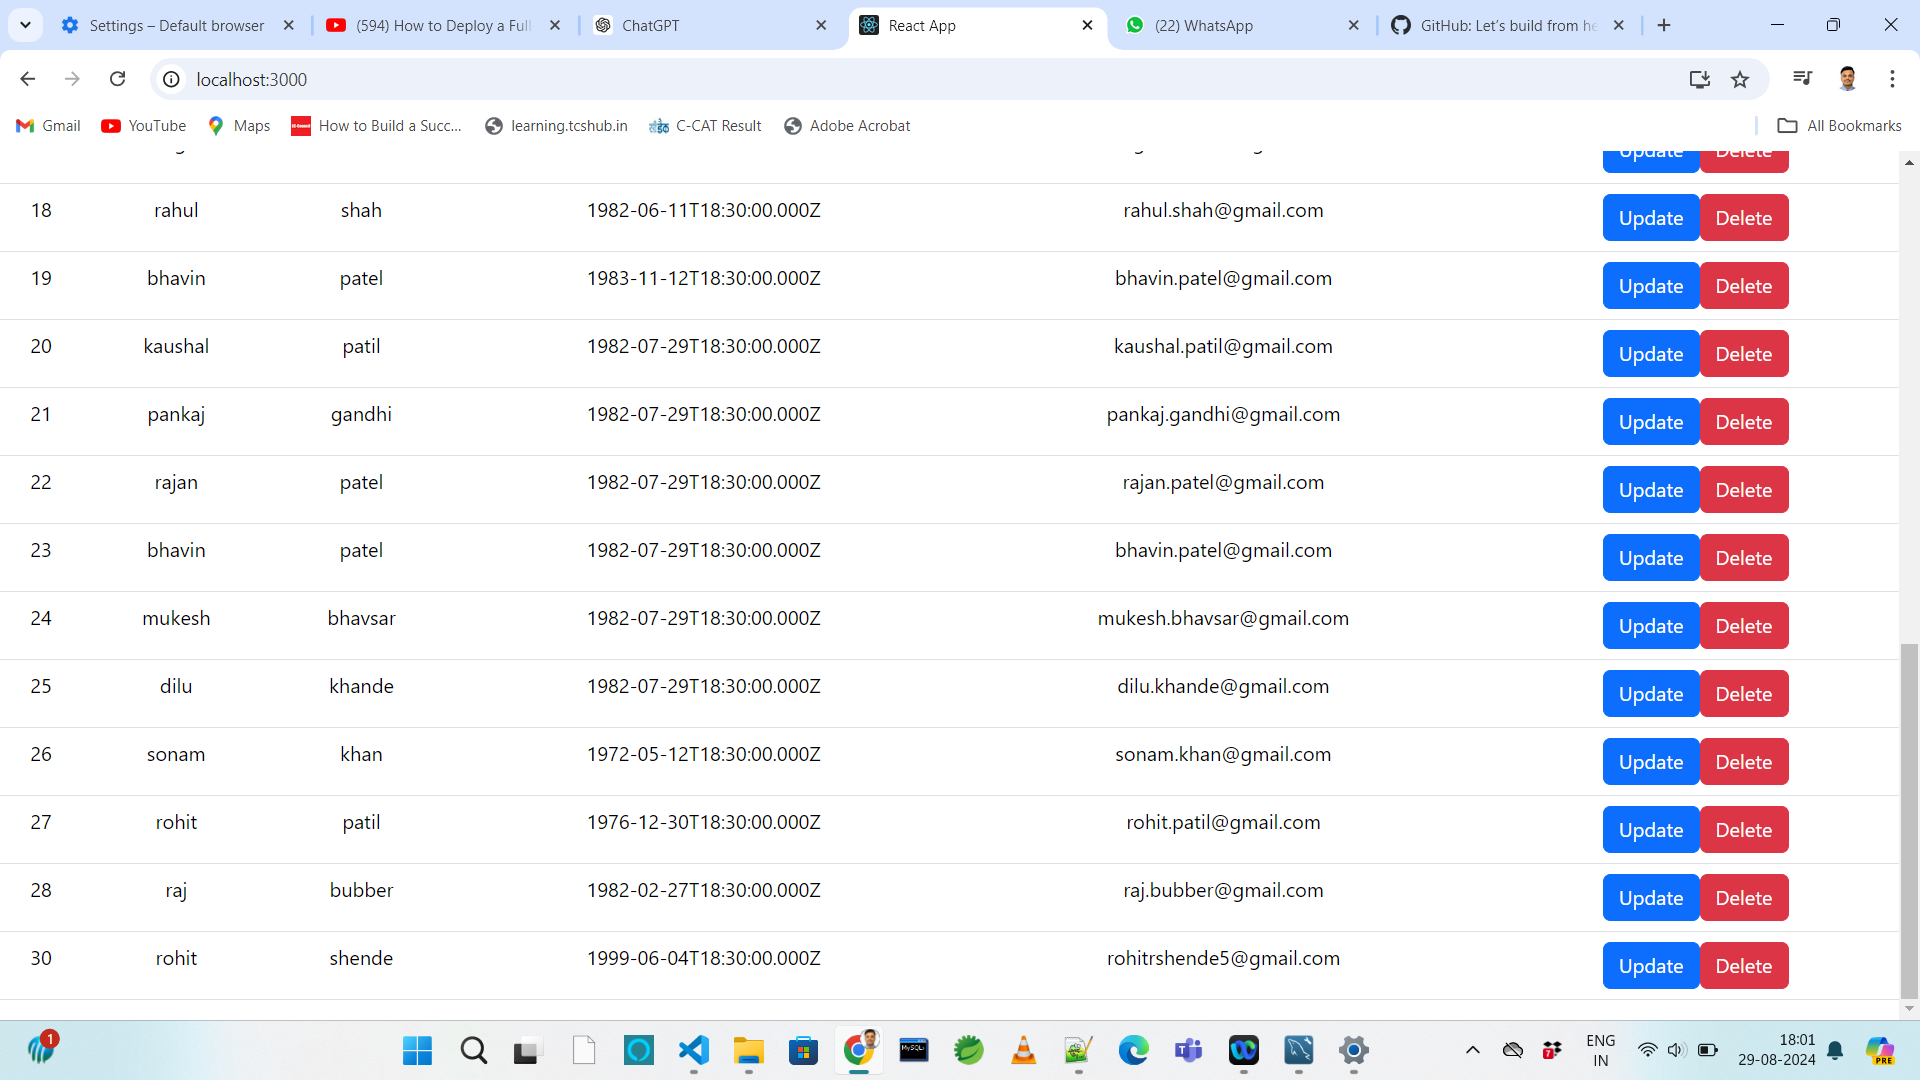 Settings – Default browser
(594) How to Deploy a Full
ChatGPT
React App
(22) WhatsApp
GitHub: Let's build from he
localhost:3000
Gmail
YouTube
Maps
How to Build a Succ...
learning.tcshub.in
C-CAT Result
Adobe Acrobat
All Bookmarks
Update Delete
18 rahul shah 1982-06-11T18:30:00.000Z rahul.shah@gmail.com Update Delete
19 bhavin patel 1983-11-12T18:30:00.000Z bhavin.patel@gmail.com Update Delete
20 kaushal patil 1982-07-29T18:30:00.000Z kaushal.patil@gmail.com Update Delete
21 pankaj gandhi 1982-07-29T18:30:00.000Z pankaj.gandhi@gmail.com Update Delete
22 rajan patel 1982-07-29T18:30:00.000Z rajan.patel@gmail.com Update Delete
23 bhavin patel 1982-07-29T18:30:00.000Z bhavin.patel@gmail.com Update Delete
24 mukesh bhavsar 1982-07-29T18:30:00.000Z mukesh.bhavsar@gmail.com Update Delete
25 dilu khande 1982-07-29T18:30:00.000Z dilu.khande@gmail.com Update Delete
26 sonam khan 1972-05-12T18:30:00.000Z sonam.khan@gmail.com Update Delete
27 rohit patil 1976-12-30T18:30:00.000Z rohit.patil@gmail.com Update Delete
28 raj bubber 1982-02-27T18:30:00.000Z raj.bubber@gmail.com Update Delete
30 rohit shende 1999-06-04T18:30:00.000Z rohitrshende5@gmail.com Update Delete
1
MySQL
7
ENG
IN
18:01
29-08-2024
PRE